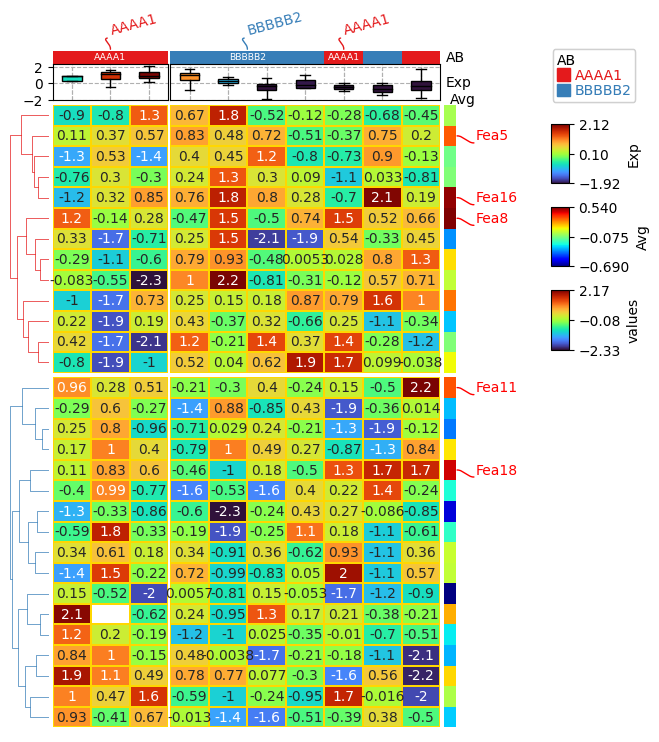 AAAA1 BBBBB2 AAAA1
AAAA1 BBBBB2 AAAA1 AB
2 0 −2 Exp
Avg
-0.9 -0.8 1.3 0.67 1.8 -0.52 -0.12 -0.28 -0.68 -0.45
0.11 0.37 0.57 0.83 0.48 0.72 -0.51 -0.37 0.75 0.2 Fea5
-1.3 0.53 -1.4 0.4 0.45 1.2 -0.8 -0.73 0.9 -0.13
-0.76 0.3 -0.3 0.24 1.3 0.3 0.09 -1.1 0.033 -0.81
-1.2 0.32 0.85 0.76 1.8 0.8 0.28 -0.7 2.1 0.19 Fea16
1.2 -0.14 0.28 -0.47 1.5 -0.5 0.74 1.5 0.52 0.66 Fea8
0.33 -1.7 -0.71 0.25 1.5 -2.1 -1.9 0.54 -0.33 0.45
-0.29 -1.1 -0.6 0.79 0.93 -0.48 0.0053 0.028 0.8 1.3
-0.083 -0.55 -2.3 1 2.2 -0.81 -0.31 -0.12 0.57 0.71
-1 -1.7 0.73 0.25 0.15 0.18 0.87 0.79 1.6 1
0.22 -1.9 0.19 0.43 -0.37 0.32 -0.66 0.25 -1.1 -0.34
0.42 -1.7 -2.1 1.2 -0.21 1.4 0.37 1.4 -0.28 -1.2
-0.8 -1.9 -1 0.52 0.04 0.62 1.9 1.7 0.099 -0.038
0.96 0.28 0.51 -0.21 -0.3 0.4 -0.24 0.15 -0.5 2.2 Fea11
-0.29 0.6 -0.27 -1.4 0.88 -0.85 0.43 -1.9 -0.36 0.014
0.25 0.8 -0.96 -0.71 0.029 0.24 -0.21 -1.3 -1.9 -0.12
0.17 1 0.4 -0.79 1 0.49 0.27 -0.87 -1.3 0.84
0.11 0.83 0.6 -0.46 -1 0.18 -0.5 1.3 1.7 1.7 Fea18
-0.4 0.99 -0.77 -1.6 -0.53 -1.6 0.4 0.22 1.4 -0.24
-1.3 -0.33 -0.86 -0.6 -2.3 -0.24 0.43 0.27 -0.086 -0.85
-0.59 1.8 -0.33 -0.19 -1.9 -0.25 1.1 0.18 -1.1 -0.61
0.34 0.61 0.18 0.34 -0.91 0.36 -0.62 0.93 -1.1 0.36
-1.4 1.5 -0.22 0.72 -0.99 -0.83 0.05 2 -1.1 0.57
0.15 -0.52 -2 0.0057 -0.81 0.15 -0.053 -1.7 -1.2 -0.9
2.1 -0.62 0.24 -0.95 1.3 0.17 0.21 -0.38 -0.21
1.2 0.2 -0.19 -1.2 -1 0.025 -0.35 -0.01 -0.7 -0.51
0.84 1 -0.15 0.48 -0.0038 -1.7 -0.21 -0.18 -1.1 -2.1
1.9 1.1 0.49 0.78 0.77 0.077 -0.3 -1.6 0.56 -2.2
1 0.47 1.6 -0.59 -1 -0.24 -0.95 1.7 -0.016 -2
0.93 -0.41 0.67 -0.013 -1.4 -1.6 -0.51 -0.39 0.38 -0.5
AB
AAAA1
BBBBB2
2.12
0.10
−1.92
Exp
0.540
−0.075
−0.690
Avg
2.17
−0.08
−2.33
values